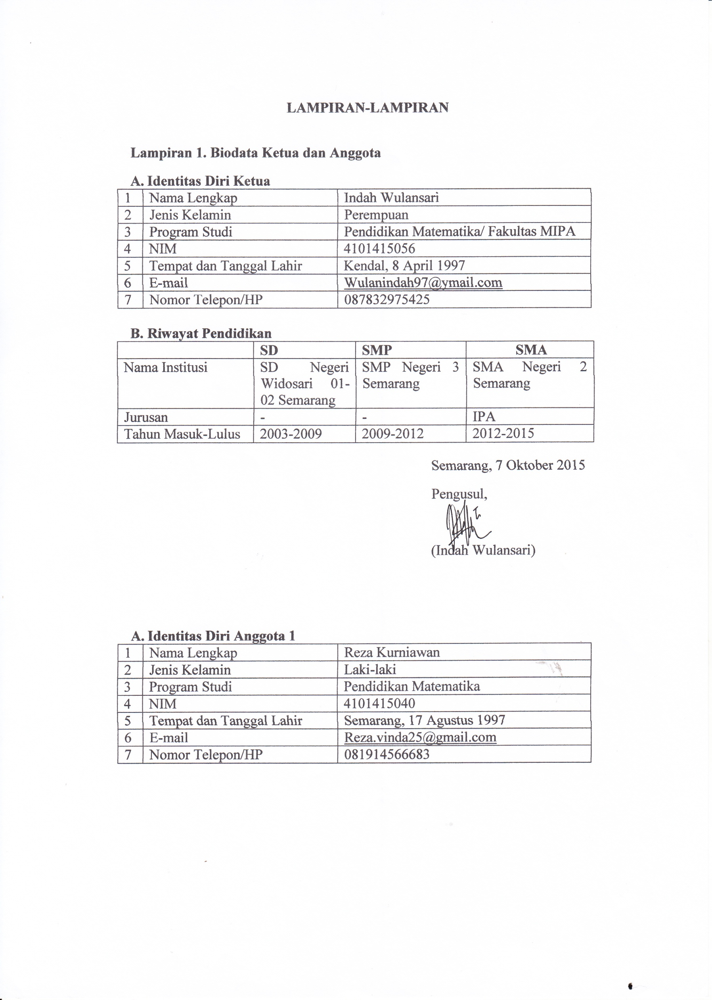 LAMPIRAN-LAMPIRAN
Lampiran 1. Biodata Ketua dan Anggota
A. Identitas Diri Ketua
1 Nama Lengkap Indah Wulansari
2 Jenis Kelamin Perempuan
3 Program Studi Pendidikan Matematika/ Fakultas MIPA
4 NIM 4101415056
5 Tempat dan Tanggal Lahir Kendal, 8 April 1997
6 E-mail Wulanindah97@ymail.com
7 Nomor Telepon/HP 087832975425
B. Riwayat Pendidikan
SD SMP SMA
Nama Institusi SD Negeri SMP Negeri 3 SMA Negeri 2
Widosari 01- Semarang Semarang
02 Semarang
Jurusan - - IPA
Tahun Masuk-Lulus 2003-2009 2009-2012 2012-2015
Semarang, 7 Oktober 2015
Pengusul,
(Indah Wulansari)
A. Identitas Diri Anggota 1
1 Nama Lengkap Reza Kurniawan
2 Jenis Kelamin Laki-laki
3 Program Studi Pendidikan Matematika
4 NIM 4101415040
5 Tempat dan Tanggal Lahir Semarang, 17 Agustus 1997
6 E-mail Reza.vinda25@gmail.com
7 Nomor Telepon/HP 081914566683